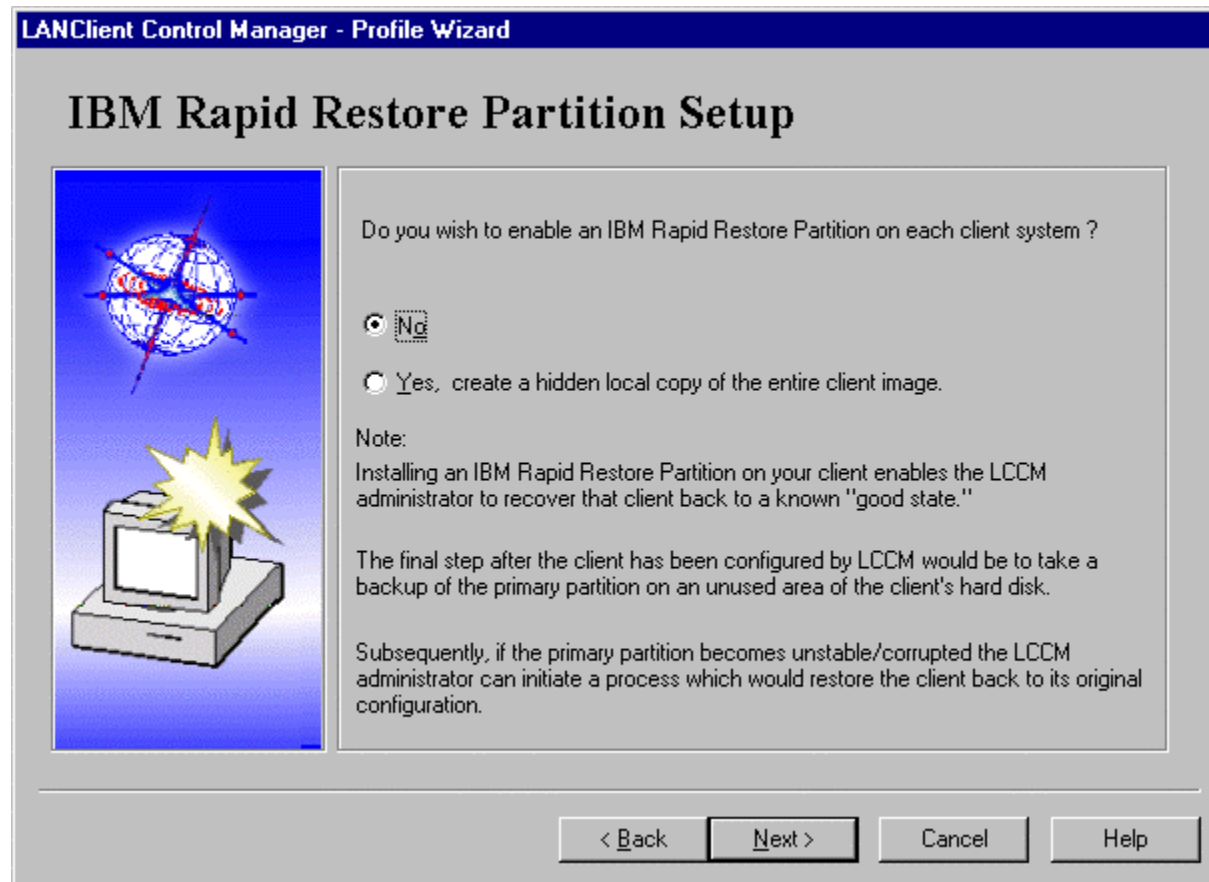 LANClient Control Manager - Profile Wizard
IBM Rapid Restore Partition Setup
Do you wish to enable an IBM Rapid Restore Partition on each client system ?
No
Yes,  create a hidden local copy of the entire client image.
Note:
Installing an IBM Rapid Restore Partition on your client enables the LCCM
administrator to recover that client back to a known "good state."
The final step after the client has been configured by LCCM would be to take a
backup of the primary partition on an unused area of the client's hard disk.
Subsequently, if the primary partition becomes unstable/corrupted the LCCM
administrator can initiate a process which would restore the client back to its original
configuration.
< Back
Next >
Cancel
Help